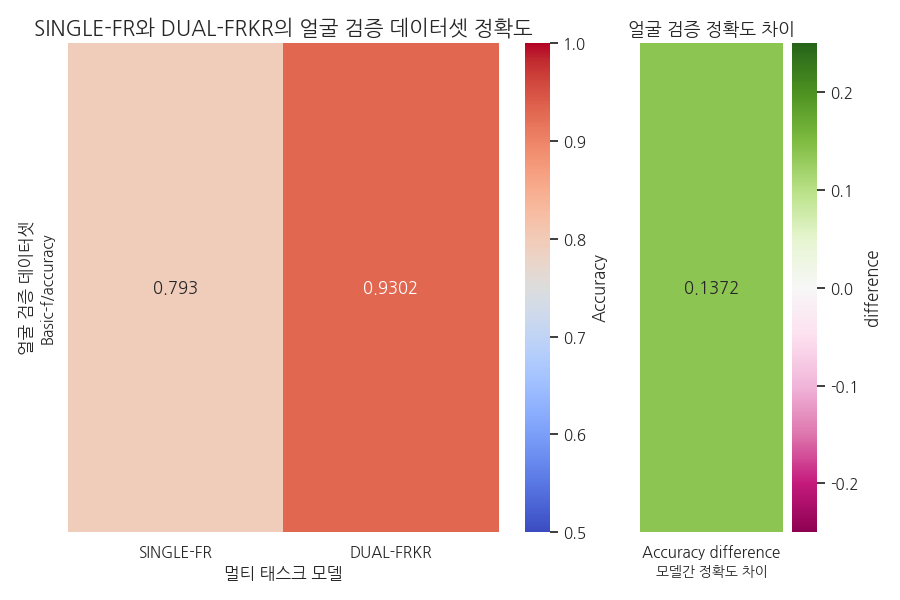 SINGLE-FR와 DUAL-FRKR의 얼굴 검증 데이터셋 정확도
얼굴 검증 데이터셋
Basic-f/accuracy
0.793
0.9302
SINGLE-FR
DUAL-FRKR
멀티 태스크 모델
1.0
0.9
0.8
0.7
0.6
0.5
Accuracy
얼굴 검증 정확도 차이
0.1372
Accuracy difference
모델간 정확도 차이
0.2
0.1
0.0
-0.1
-0.2
difference